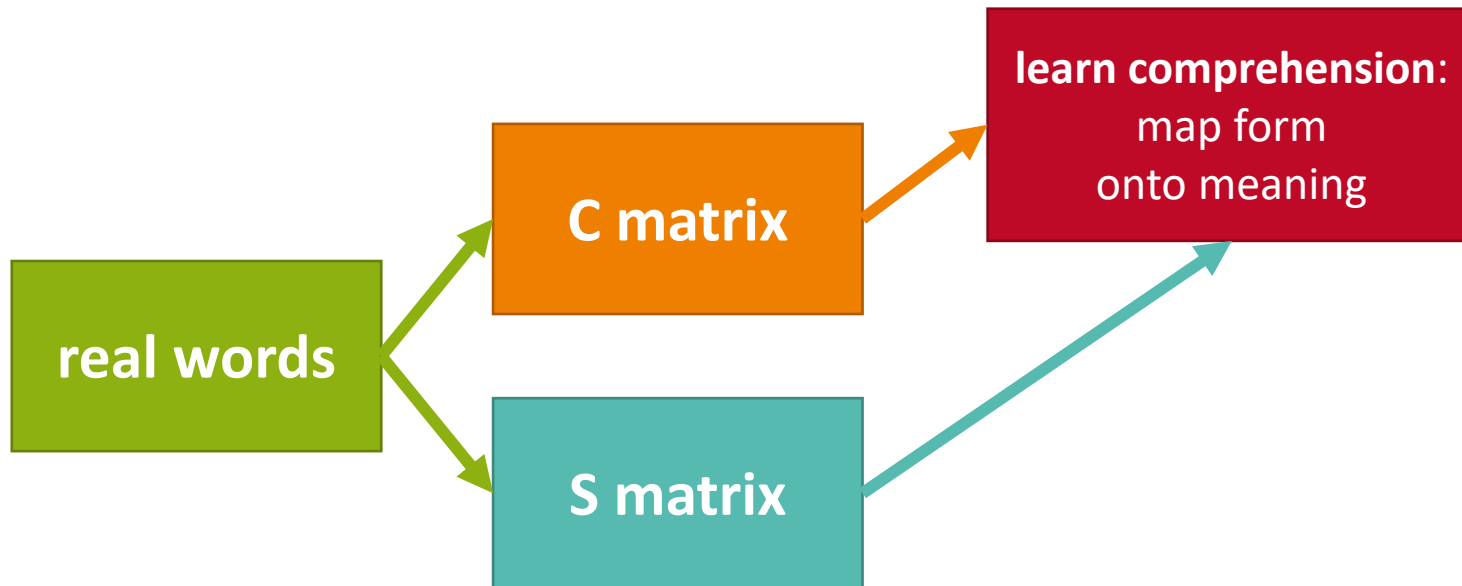 learn comprehension:
map form
onto meaning
C matrix
real words
S matrix